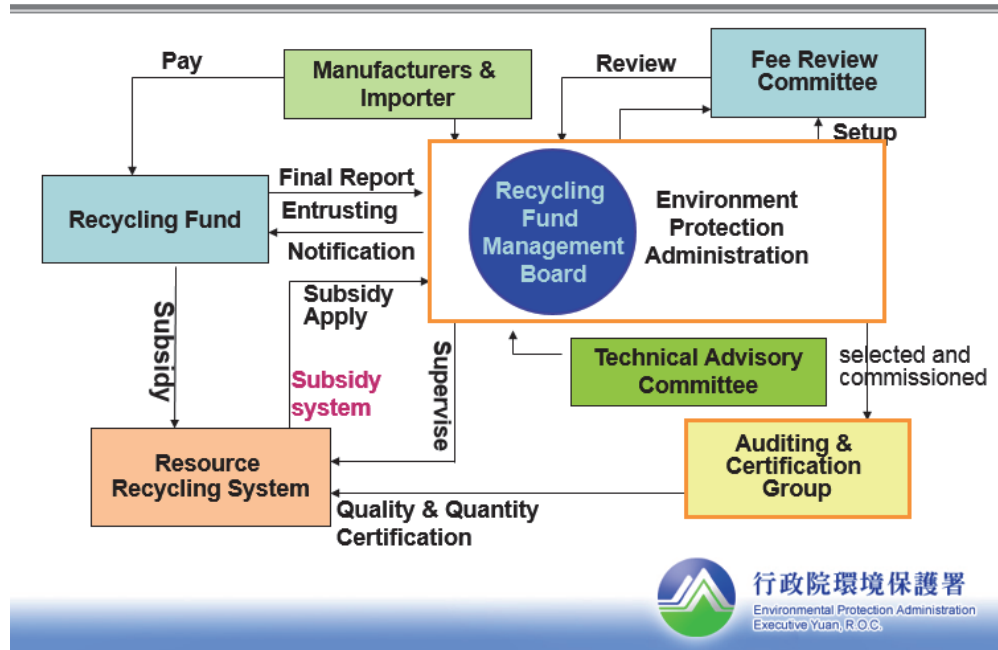 Pay
Manufacturers &
Importer
Review
Fee Review
Committee
Setup
Final Report
Entrusting
Notification
Recycling Fund
Recycling
Fund
Management
Board
Environment
Protection
Administration
Subsidy
Subsidy
Apply
Subsidy
system
Supervise
Technical Advisory
Committee
selected and
commissioned
Resource
Recycling System
Auditing &
Certification
Group
Quality & Quantity
Certification
行政院環境保護署
Environmental Protection Administration
Executive Yuan, R.O.C.